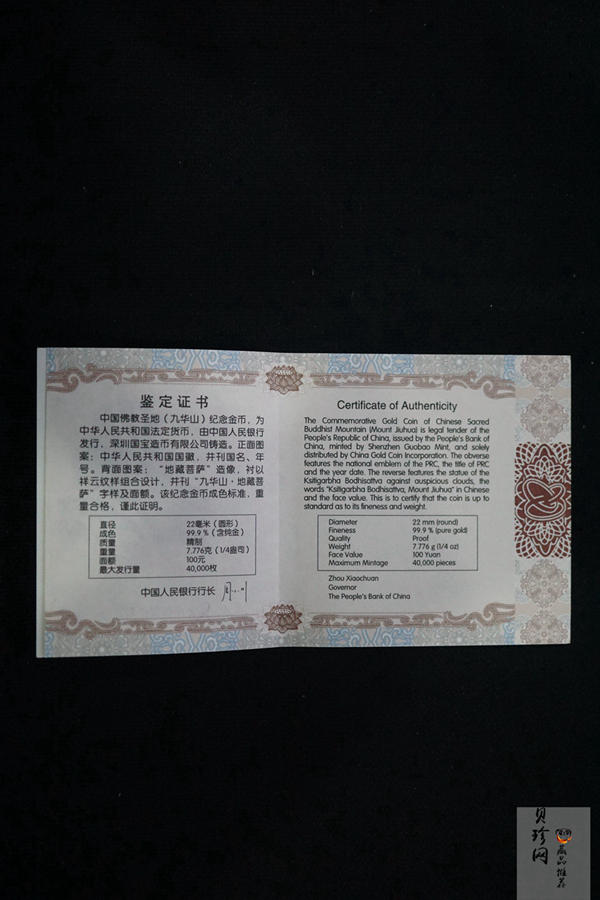 鉴定证书
中国佛教圣地（九华山）纪念金币，为
中华人民共和国法定货币，由中国人民银行
发行，深圳国宝造币有限公司铸造。正面图
案：中华人民共和国国徽，并刊国名、年
号。背面图案：“地藏菩萨”造像，衬以
祥云纹样组合设计，并刊“九华山·地藏菩
萨”字样及面额。该纪念金币成色标准，重
量合格，谨此证明。
直径 22毫米（圆形）
成色 99.9％（含纯金）
质量 精制
重量 7.776克（1/4盎司）
面额 100元
最大发行量 40,000枚
中国人民银行行长
Certificate of Authenticity
The Commemorative Gold Coin of Chinese Sacred
Buddhist Mountain (Mount Jiuhua) is legal tender of the
People's Republic of China, issued by the People's Bank of
China, minted by Shenzhen Guobao Mint, and solely
distributed by China Gold Coin Incorporation. The obverse
features the national emblem of the PRC, the title of PRC
and the year date. The reverse features the statue of the
Ksitigarbha Bodhisattva against auspicious clouds, the
words "Ksitigarbha Bodhisattva, Mount Jiuhua" in Chinese
and the face value. This is to certify that the coin is up to
standard as to its fineness and weight.
Diameter 22 mm (round)
Fineness 99.9 % (pure gold)
Quality Proof
Weight 7.776 g (1/4 oz)
Face Value 100 Yuan
Maximum Mintage 40,000 pieces
Zhou Xiaochuan
Governor
The People's Bank of China
贝珍网
藏品推荐